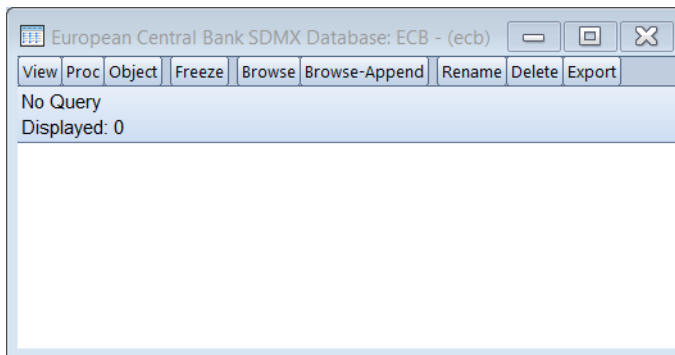 European Central Bank SDMX Database: ECB - (ecb)
View Proc Object Freeze Browse Browse-Append Rename Delete Export
No Query
Displayed: 0